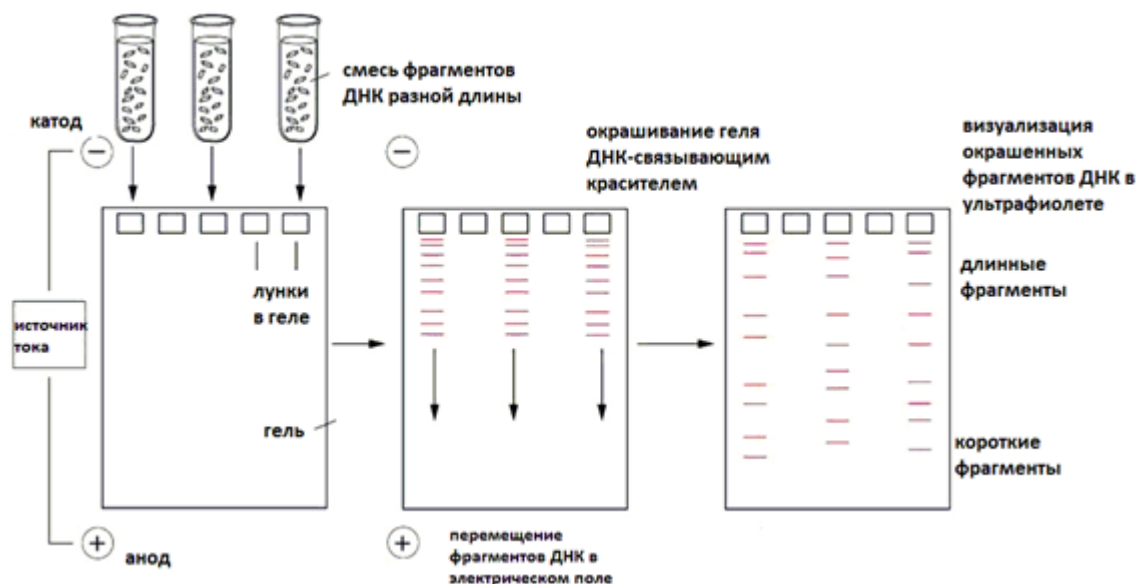 смесь фрагментов
ДНК разной длины
катод
−
−
окрашивание геля
ДНК-связывающим
красителем
визуализация
окрашенных
фрагментов ДНК в
ультрафиолете
лунки
в геле
длинные
фрагменты
источник
тока
гель
короткие
фрагменты
+
анод
+
перемещение
фрагментов ДНК в
электрическом поле